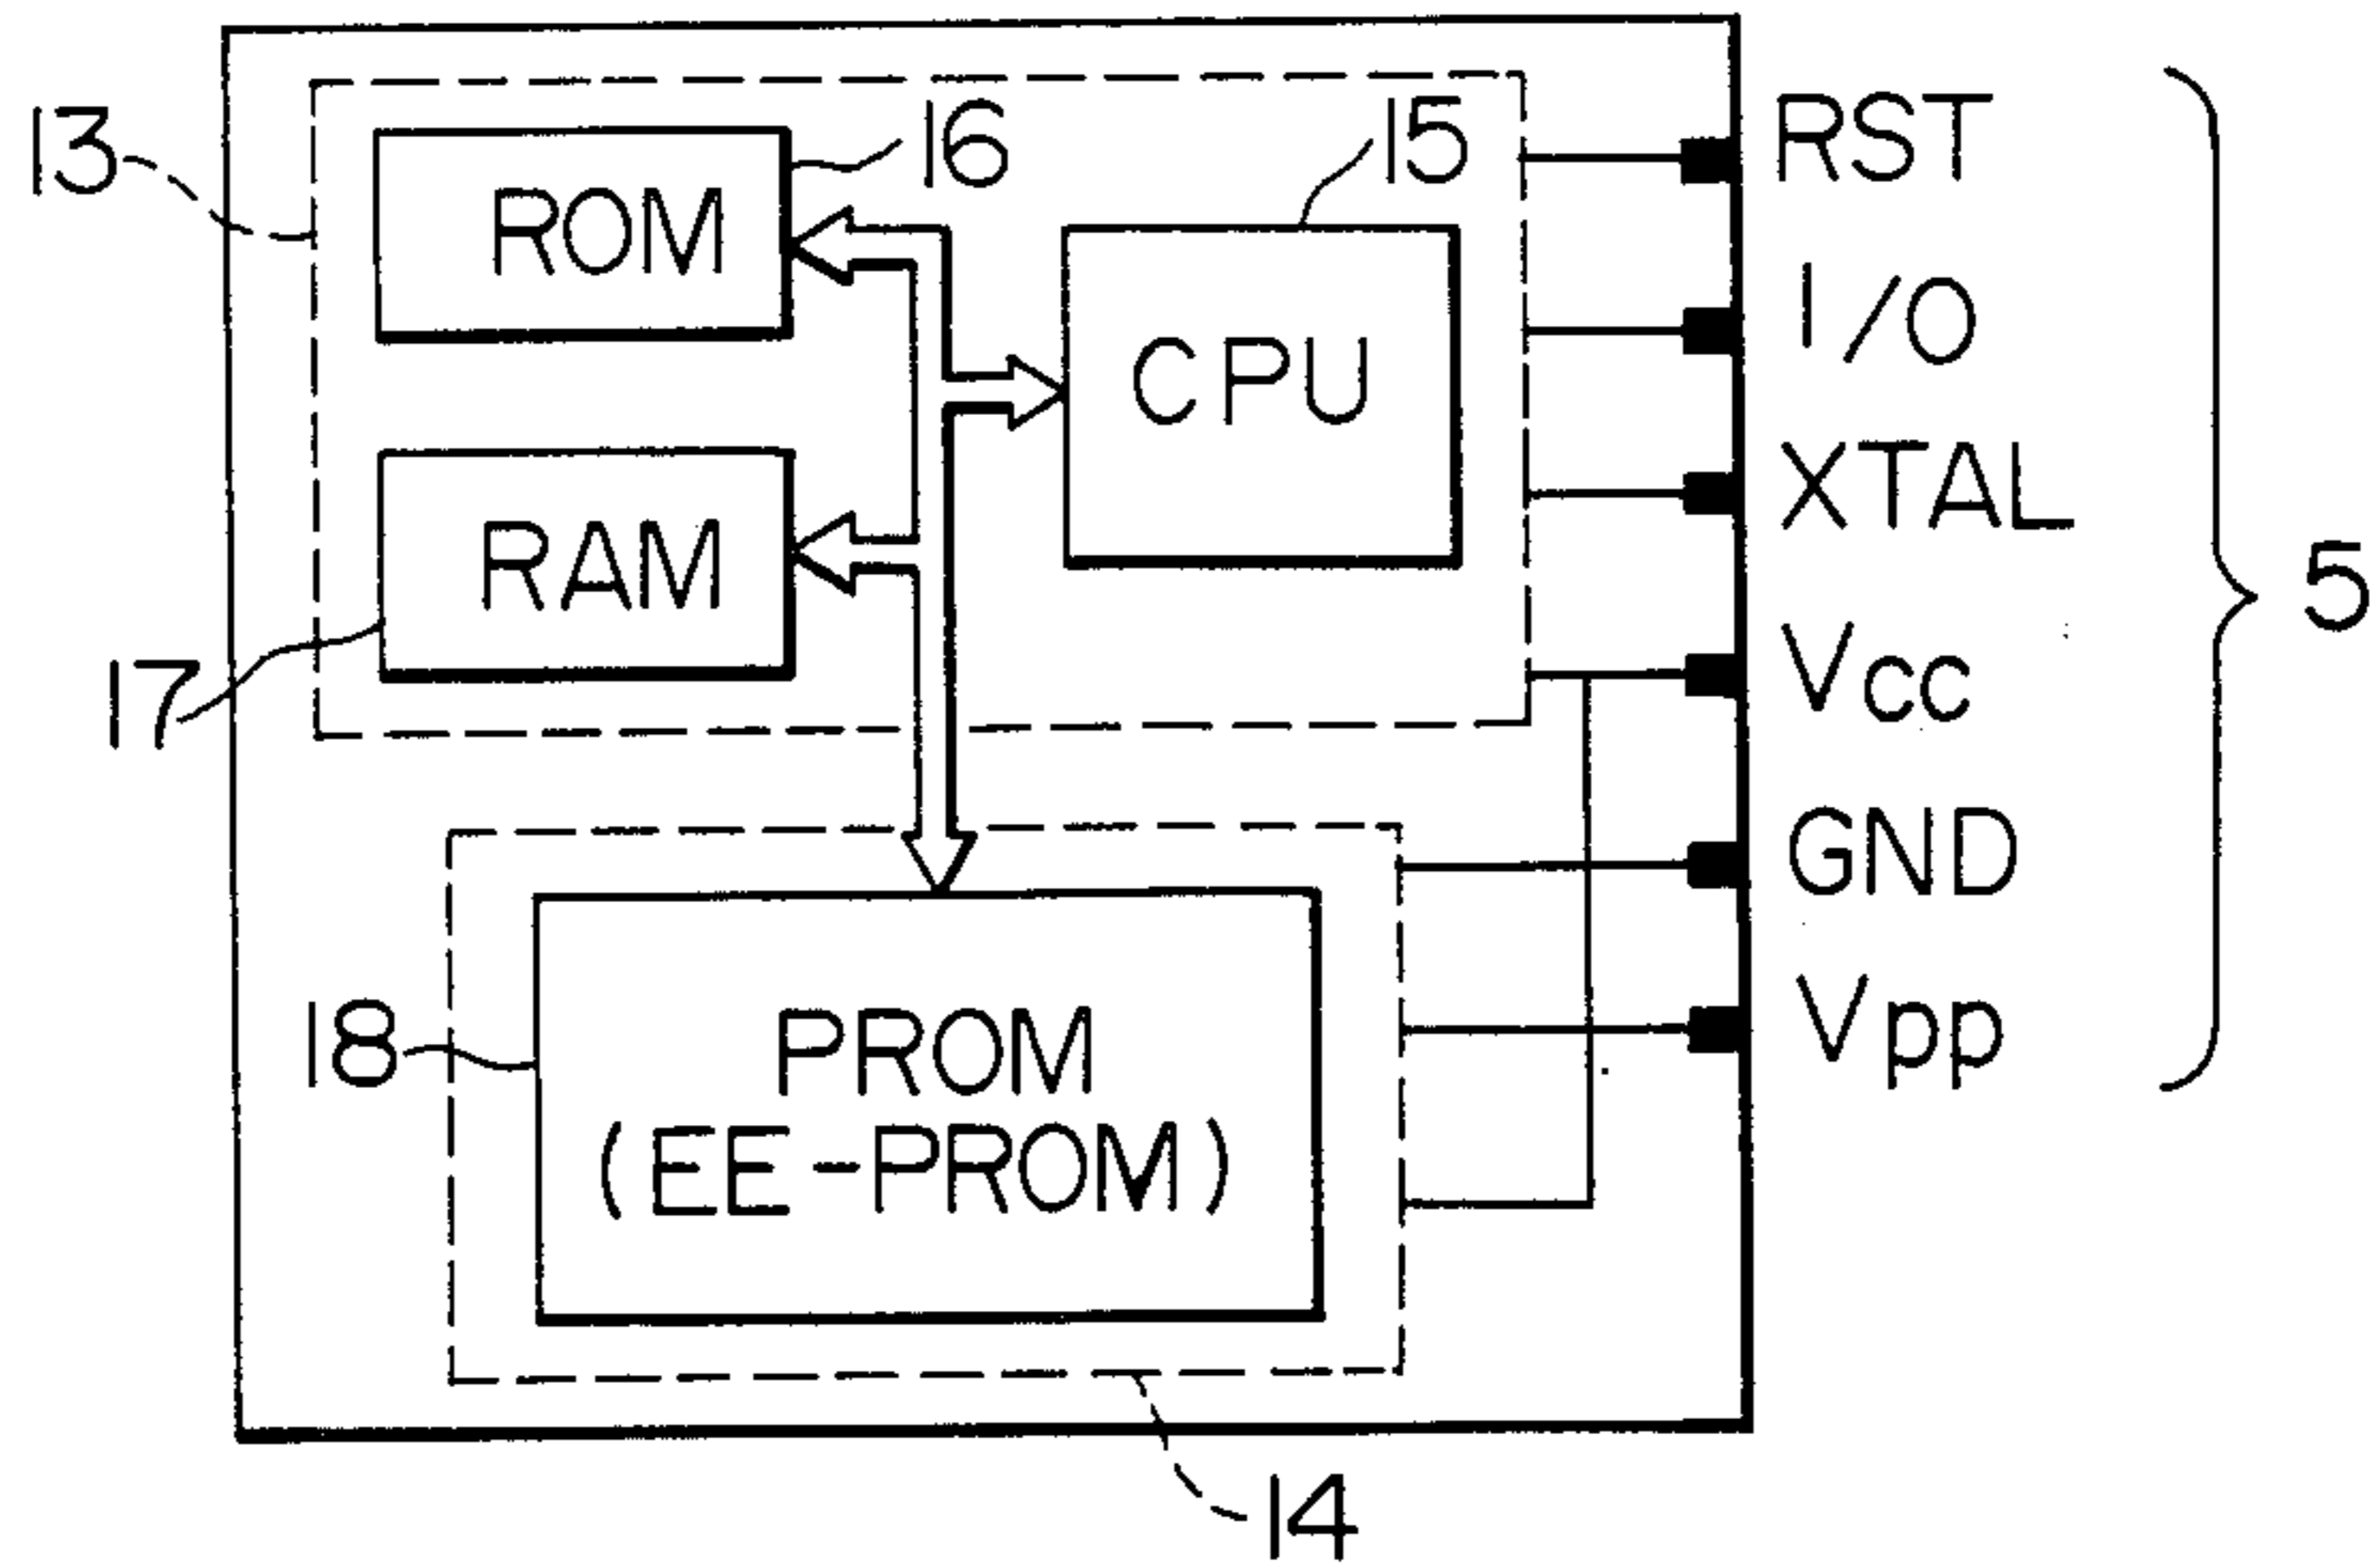 13
16
15
RST
ROM
I/O
CPU
XTAL
RAM
5
17
Vcc
GND
18
PROM
(EE-PROM)
Vpp
14